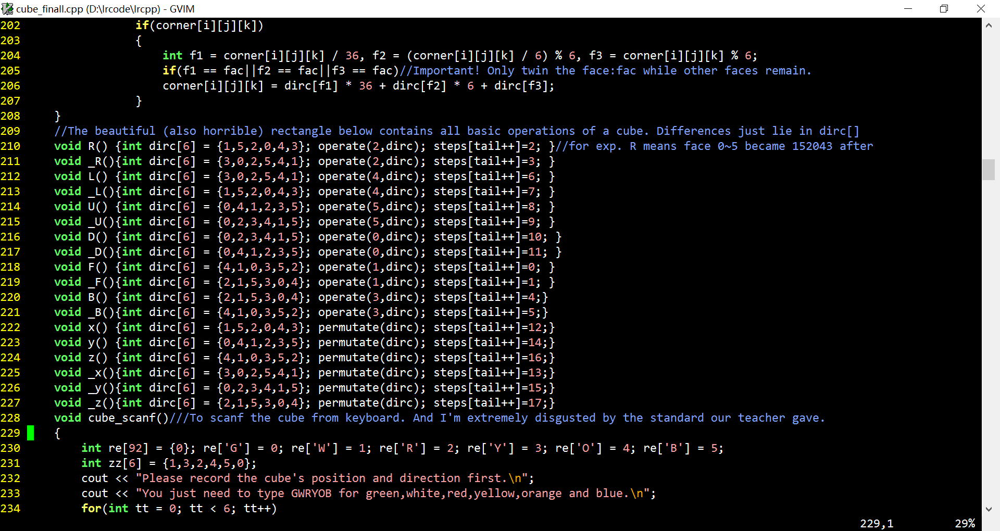 cube_finall.cpp (D:\lrcode\lrcpp) - GVIM
202                 if(corner[i][j][k])
203                 {
204                     int f1 = corner[i][j][k] / 36, f2 = (corner[i][j][k] / 6) % 6, f3 = corner[i][j][k] % 6;
205                     if(f1 == fac||f2 == fac||f3 == fac)//Important! Only twin the face:fac while other faces remain.
206                     corner[i][j][k] = dirc[f1] * 36 + dirc[f2] * 6 + dirc[f3];
207                 }
208     }
209     //The beautiful (also horrible) rectangle below contains all basic operations of a cube. Differences just lie in dirc[]
210     void R() {int dirc[6] = {1,5,2,0,4,3}; operate(2,dirc); steps[tail++]=2; }//for exp. R means face 0~5 became 152043 after
211     void _R(){int dirc[6] = {3,0,2,5,4,1}; operate(2,dirc); steps[tail++]=3; }
212     void L() {int dirc[6] = {3,0,2,5,4,1}; operate(4,dirc); steps[tail++]=6; }
213     void _L(){int dirc[6] = {1,5,2,0,4,3}; operate(4,dirc); steps[tail++]=7; }
214     void U() {int dirc[6] = {0,4,1,2,3,5}; operate(5,dirc); steps[tail++]=8; }
215     void _U(){int dirc[6] = {0,2,3,4,1,5}; operate(5,dirc); steps[tail++]=9; }
216     void D() {int dirc[6] = {0,2,3,4,1,5}; operate(0,dirc); steps[tail++]=10; }
217     void _D(){int dirc[6] = {0,4,1,2,3,5}; operate(0,dirc); steps[tail++]=11; }
218     void F() {int dirc[6] = {4,1,0,3,5,2}; operate(1,dirc); steps[tail++]=0; }
219     void _F(){int dirc[6] = {2,1,5,3,0,4}; operate(1,dirc); steps[tail++]=1; }
220     void B() {int dirc[6] = {2,1,5,3,0,4}; operate(3,dirc); steps[tail++]=4;}
221     void _B(){int dirc[6] = {4,1,0,3,5,2}; operate(3,dirc); steps[tail++]=5;}
222     void x() {int dirc[6] = {1,5,2,0,4,3}; permutate(dirc); steps[tail++]=12;}
223     void y() {int dirc[6] = {0,4,1,2,3,5}; permutate(dirc); steps[tail++]=14;}
224     void z() {int dirc[6] = {4,1,0,3,5,2}; permutate(dirc); steps[tail++]=16;}
225     void _x(){int dirc[6] = {3,0,2,5,4,1}; permutate(dirc); steps[tail++]=13;}
226     void _y(){int dirc[6] = {0,2,3,4,1,5}; permutate(dirc); steps[tail++]=15;}
227     void _z(){int dirc[6] = {2,1,5,3,0,4}; permutate(dirc); steps[tail++]=17;}
228     void cube_scanf()///To scanf the cube from keyboard. And I'm extremely disgusted by the standard our teacher gave.
229     {
230         int re[92] = {0}; re['G'] = 0; re['W'] = 1; re['R'] = 2; re['Y'] = 3; re['O'] = 4; re['B'] = 5;
231         int zz[6] = {1,3,2,4,5,0};
232         cout << "Please record the cube's position and direction first.\n";
233         cout << "You just need to type GWRYOB for green,white,red,yellow,orange and blue.\n";
234         for(int tt = 0; tt < 6; tt++)
229,1 29%